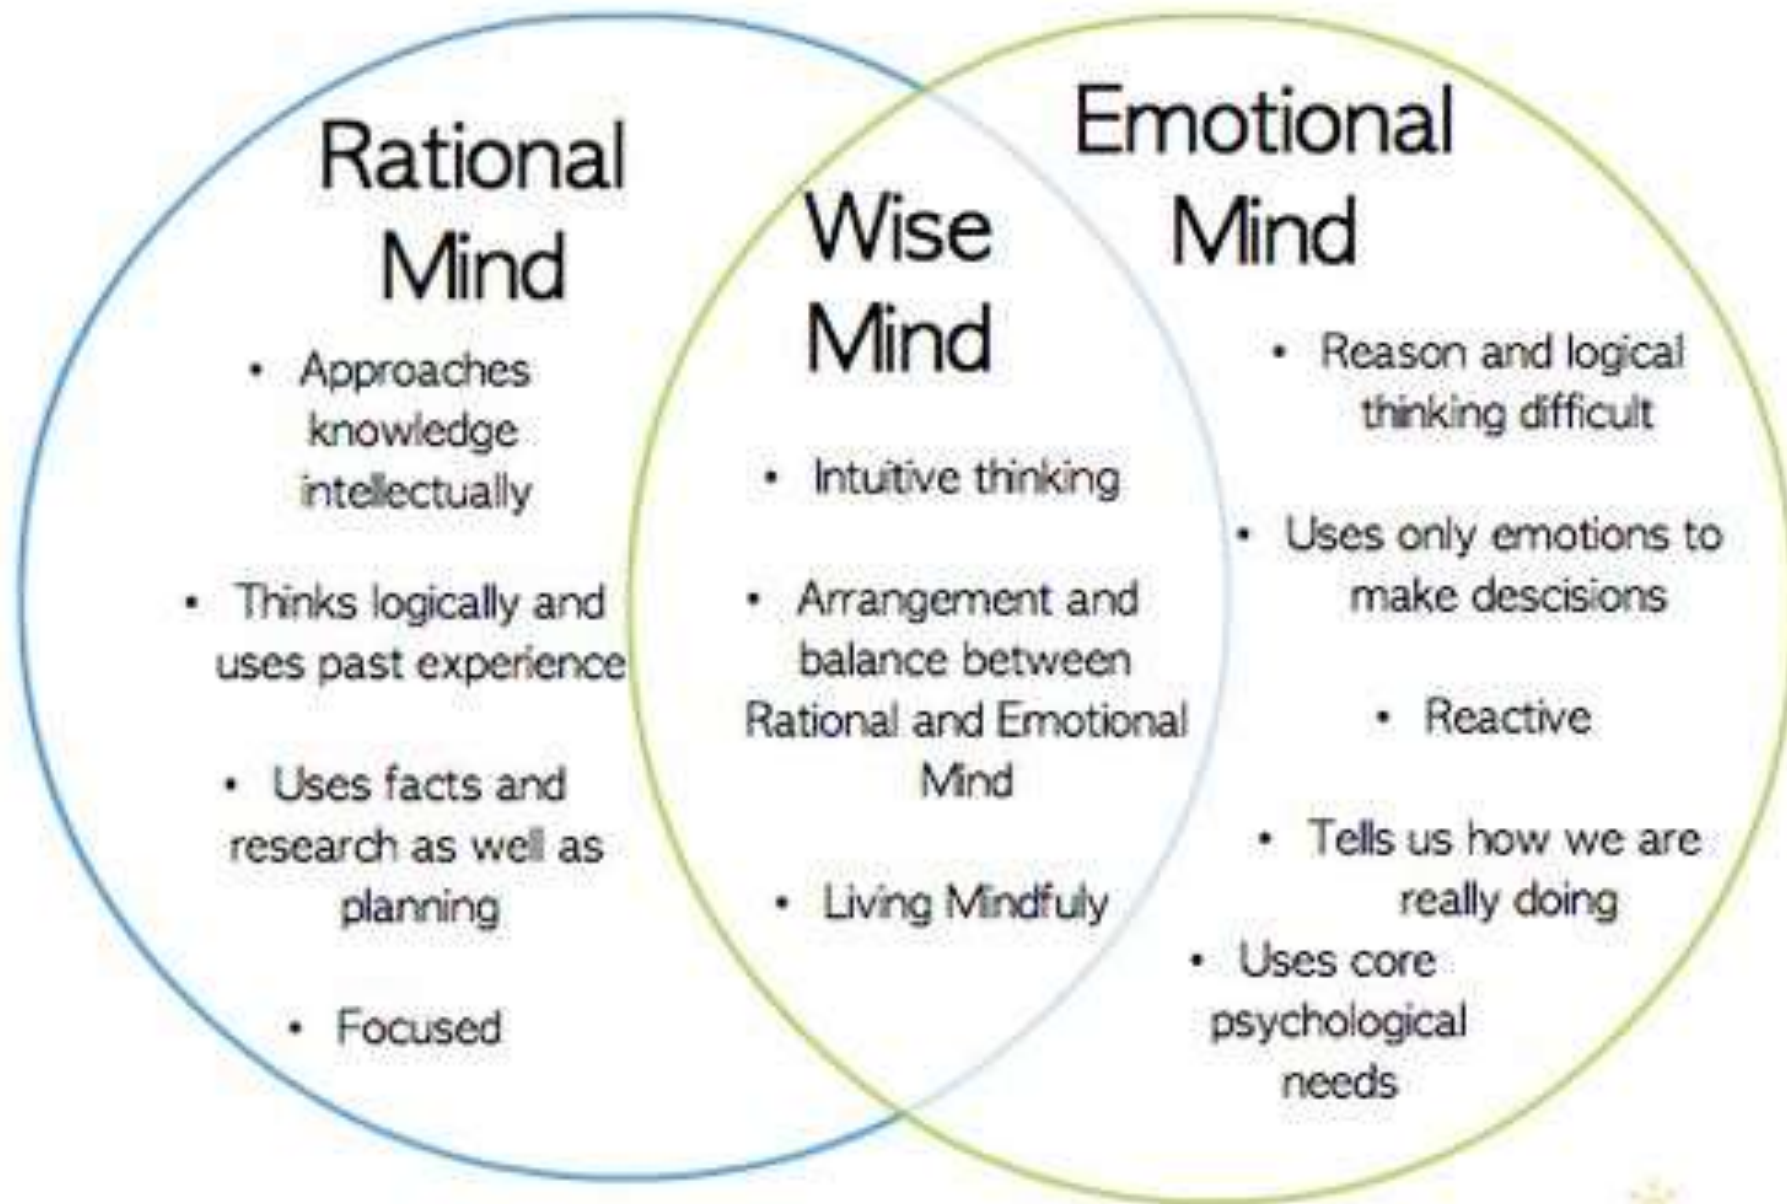 Rational
Mind
• Approaches
knowledge
intellectually
• Thinks logically and
uses past experience
• Uses facts and
research as well as
planning
• Focused
Wise
Mind
• Intuitive thinking
• Arrangement and
balance between
Rational and Emotional
Mind
• Living Mindfuly
Emotional
Mind
• Reason and logical
thinking difficult
• Uses only emotions to
make descisions
• Reactive
• Tells us how we are
really doing
• Uses core
psychological
needs